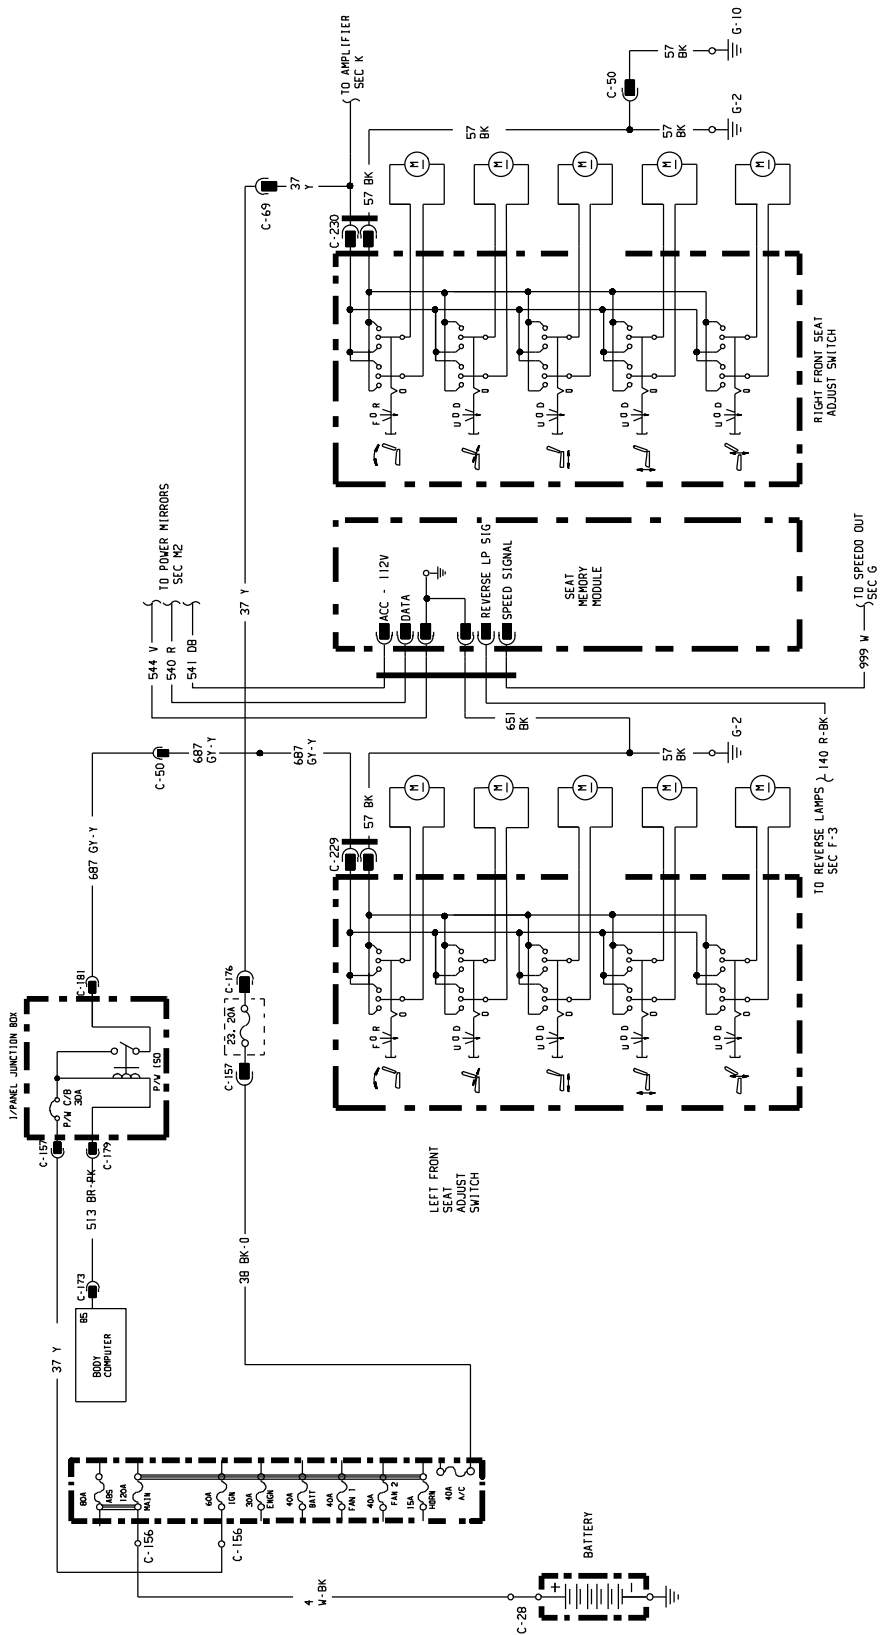 TO AMPLIFIER
SEC K
G-10
57
BK
C-50
G-2
57
BK
57
BK
37
Y
C-69
57 BK
C-230
M
M
M
M
M
F O R
U O D
U O D
U O D
U O D
RIGHT FRONT SEAT
ADJUST SWITCH
TO POWER MIRRORS
SEC M2
37 Y
544 V
540 R
541 DB
ACC - 112V
DATA
REVERSE LP SIG
SPEED SIGNAL
SEAT
MEMORY
MODULE
TO SPEEDO OUT
SEC G
999 W
651
BK
C-50
687
GY-Y
687
GY-Y
57
BK
G-2
140 R-BK
TO REVERSE LAMPS
SEC F-3
687 GY-Y
57 BK
C-229
M
M
M
M
M
F O R
U O D
U O D
U O D
U O D
LEFT FRONT
SEAT
ADJUST
SWITCH
I/PANEL JUNCTION BOX
C-181
P/W C/B
30A
P/W ISO
C-157
C-179
C-176
23. 20A
C-157
513 BR-PK
C-173
B5
BODY
COMPUTER
37 Y
38 BK-O
80A
ABS
120A
MAIN
60A
IGN
30A
ENGN
40A
BATT
40A
FAN 1
40A
FAN 2
15A
HORN
40A
A/C
C-156
C-156
4
W-BK
C-28
BATTERY
+
-